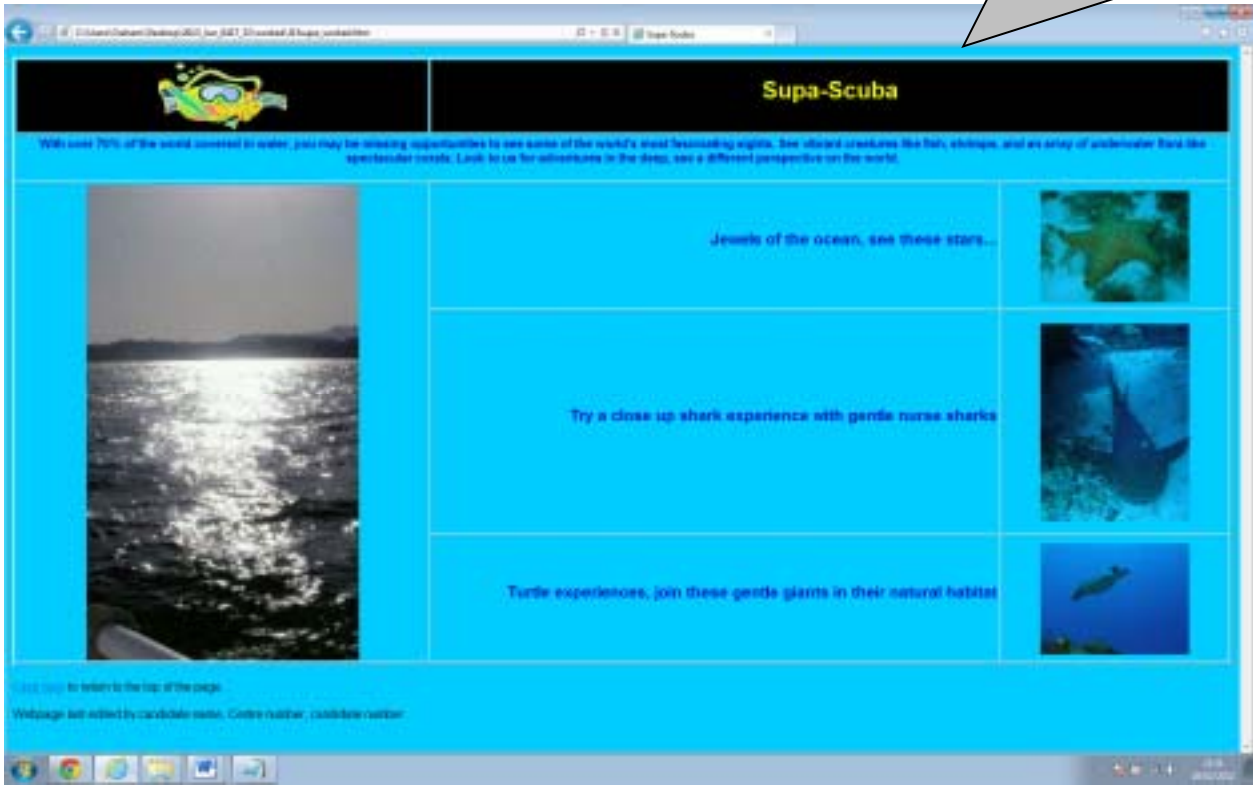 Supa-Scuba
Supa-Scuba
With over 70% of the world covered in water, you may be missing opportunities to see some of the world's most fascinating sights. See vibrant creatures like fish, shrimps, and an array of underwater flora like
spectacular corals. Look to us for adventures in the deep, see a different perspective on the world.
Jewels of the ocean, see these stars...
Try a close up shark experience with gentle nurse sharks
Turtle experiences, join these gentle giants in their natural habitat
Click here to return to the top of the page.
Webpage last edited by candidate name, Centre number, candidate number